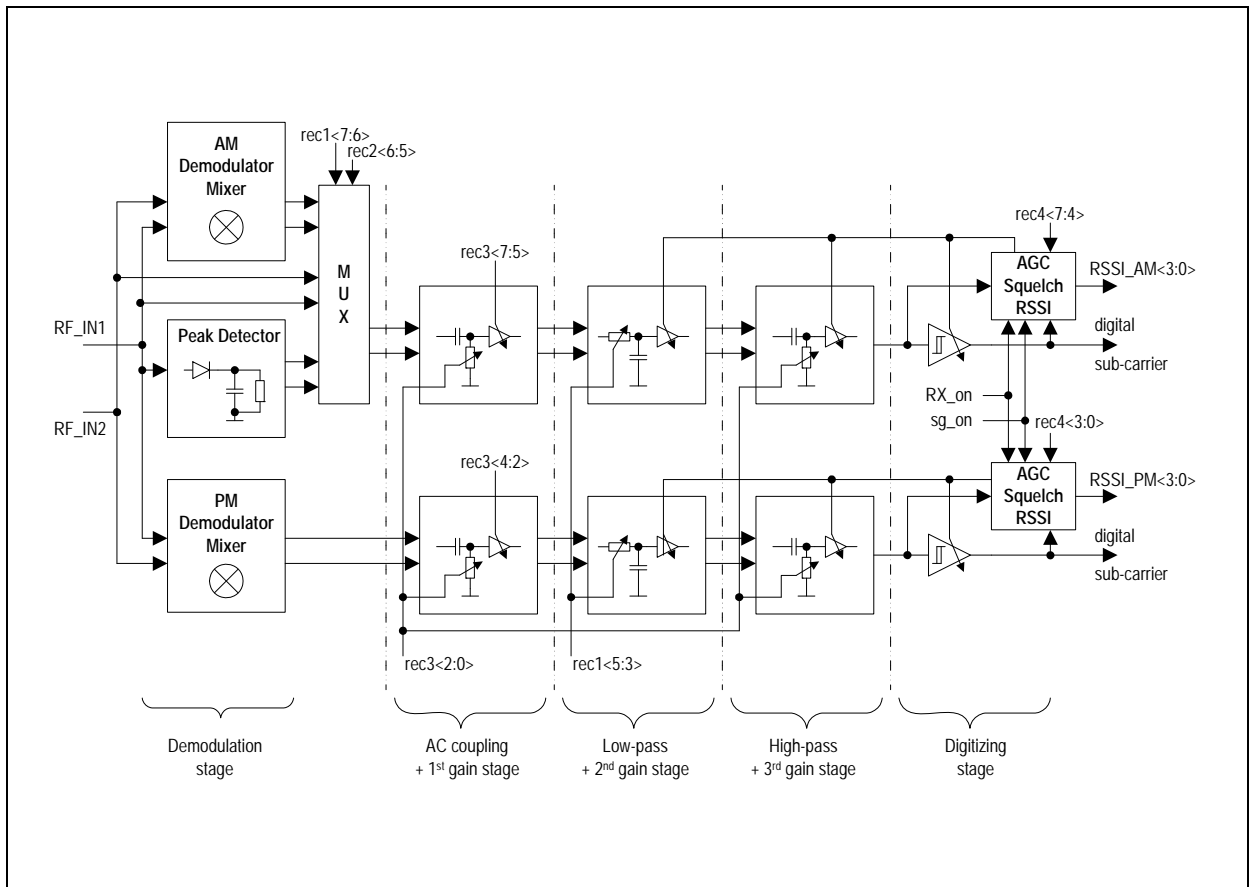 AM
Demodulator
Mixer
rec1<7:6>
rec2<6:5>
M
U
X
rec3<7:5>
rec4<7:4>
AGC
Squelch
RSSI
RSSI_AM<3:0>
RF_IN1
Peak Detector
digital
sub-carrier
RX_on
sg_on
RF_IN2
rec3<4:2>
rec4<3:0>
PM
Demodulator
Mixer
AGC
Squelch
RSSI
RSSI_PM<3:0>
digital
sub-carrier
rec3<2:0>
rec1<5:3>
Demodulation
stage
AC coupling
+ 1st gain stage
Low-pass
+ 2nd gain stage
High-pass
+ 3rd gain stage
Digitizing
stage